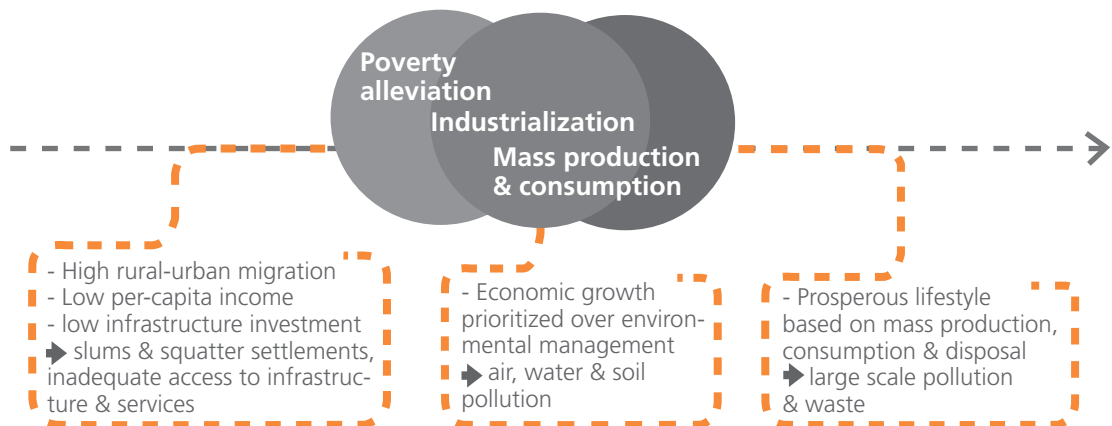 Poverty
alleviation
Industrialization
Mass production
& consumption
- High rural-urban migration
- Low per-capita income
- low infrastructure investment
➧ slums & squatter settlements,
inadequate access to infrastruc-
ture & services
- Economic growth
prioritized over environ-
mental management
➧ air, water & soil
pollution
- Prosperous lifestyle
based on mass production,
consumption & disposal
➧ large scale pollution
& waste